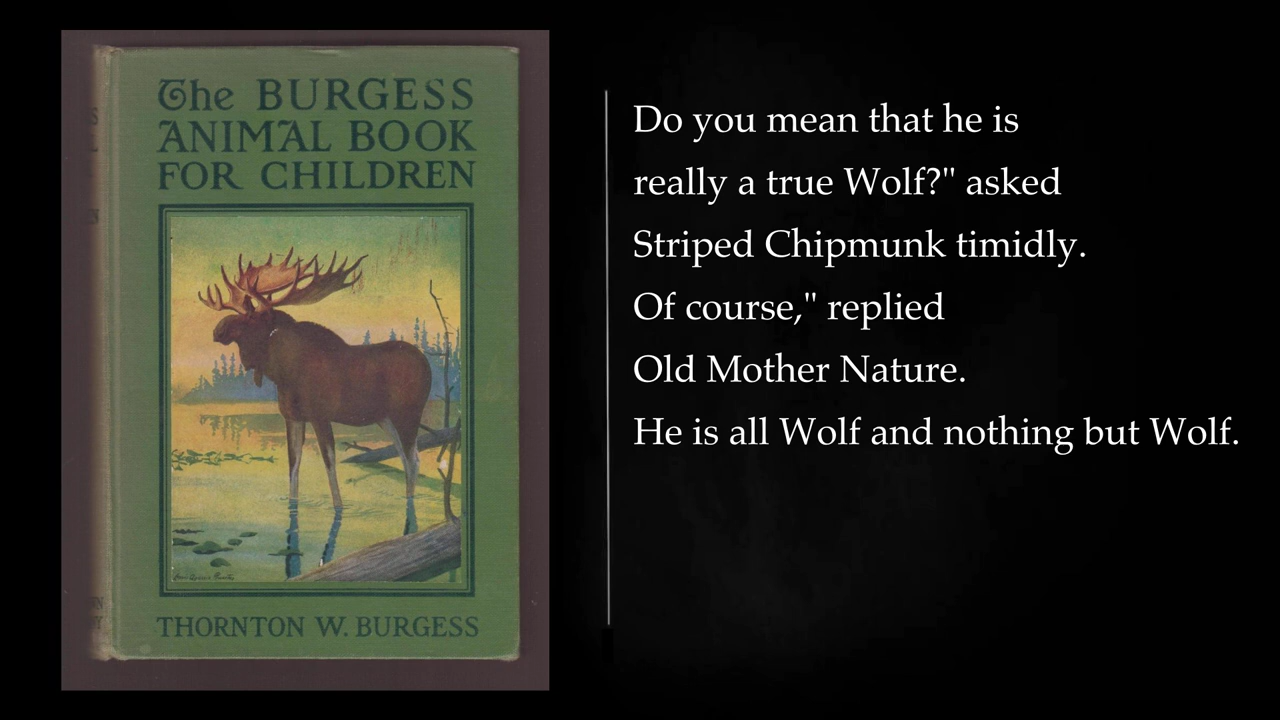 The BURGESS
ANIMAL BOOK
FOR CHILDREN
THORNTON W. BURGESS
Do you mean that he is
really a true Wolf?" asked
Striped Chipmunk timidly.
Of course," replied
Old Mother Nature.
He is all Wolf and nothing but Wolf.